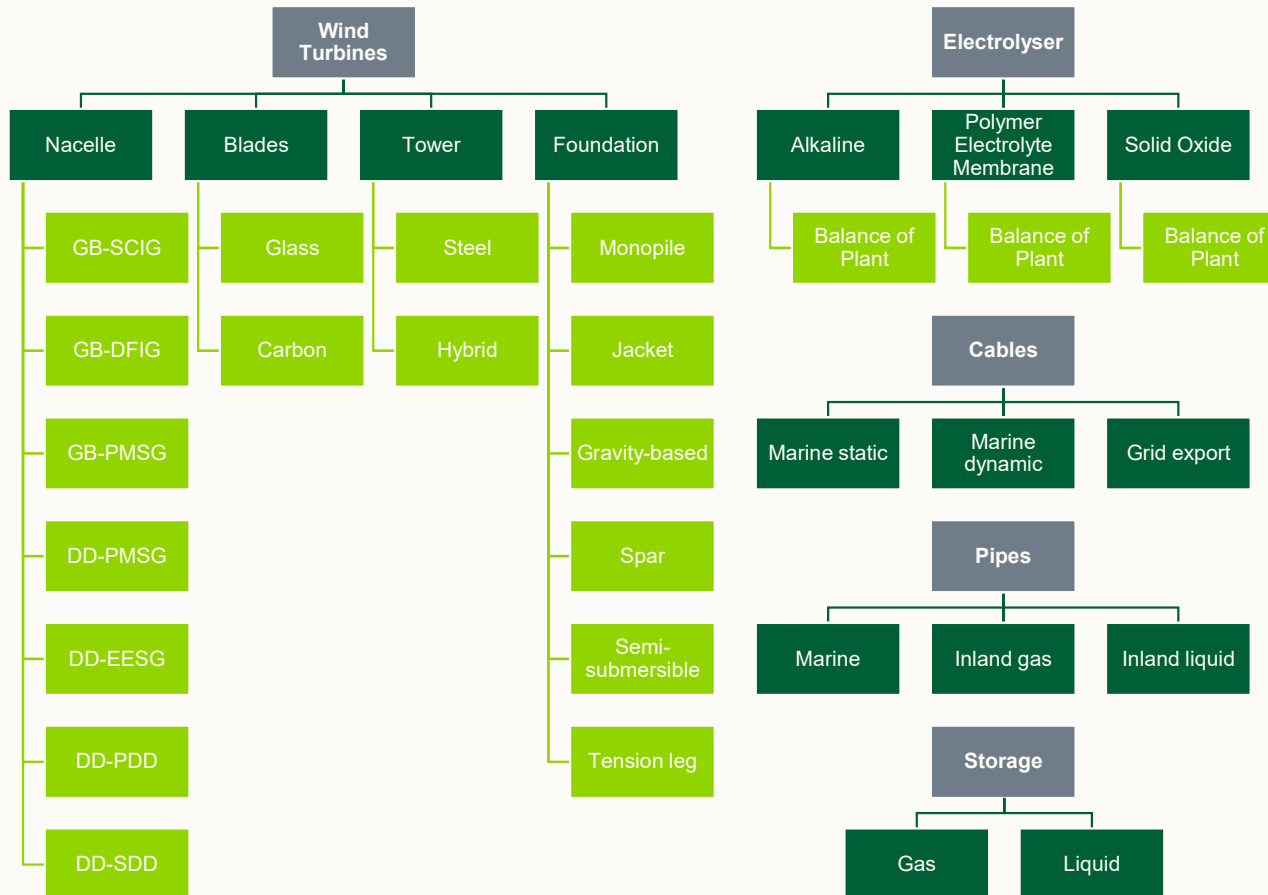 Wind
Turbines
Nacelle
Blades
Tower
Foundation
GB-SCIG
Glass
Steel
Monopile
GB-DFIG
Carbon
Hybrid
Jacket
GB-PMSG
Gravity-based
DD-PMSG
Spar
DD-EESG
Semi-
submersible
DD-PDD
Tension leg
DD-SDD
Electrolyser
Alkaline
Polymer
Electrolyte
Membrane
Solid Oxide
Balance of
Plant
Balance of
Plant
Balance of
Plant
Cables
Marine static
Marine
dynamic
Grid export
Pipes
Marine
Inland gas
Inland liquid
Storage
Gas
Liquid